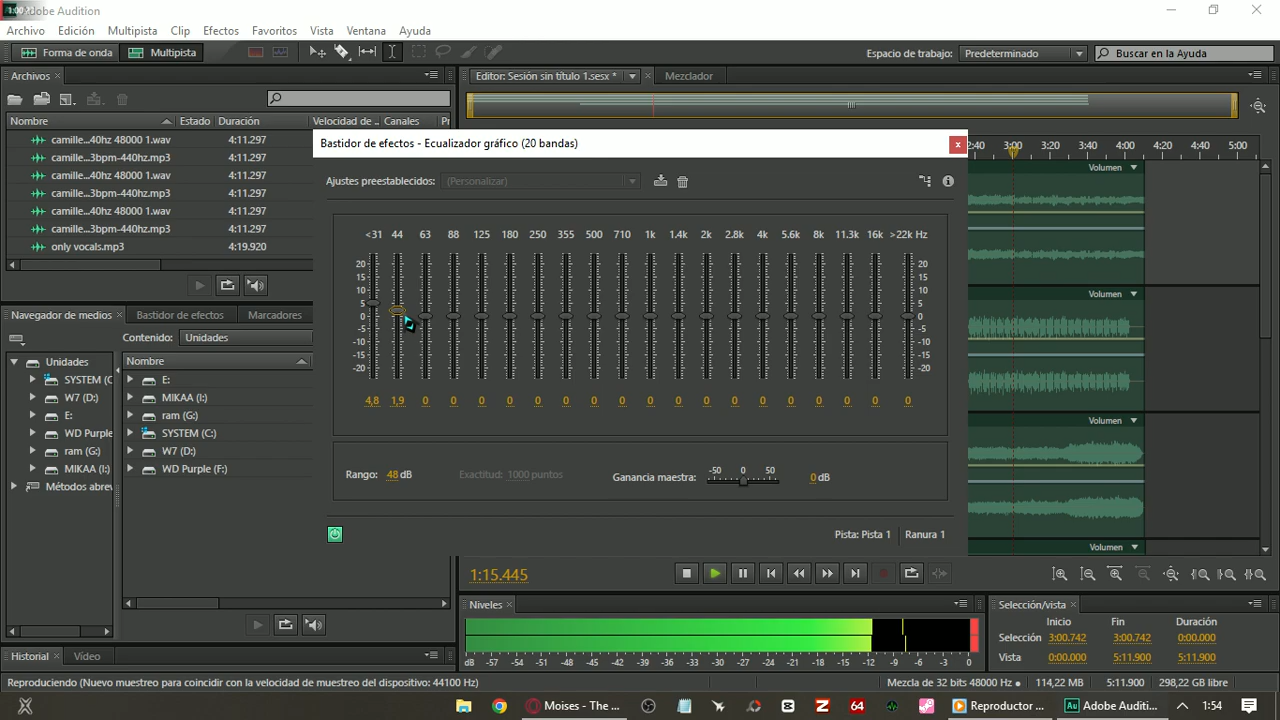 1:00:22
Adobe Audition
Archivo Edición Multipista Clip Efectos Favoritos Vista Ventana Ayuda
Forma de onda Multipista Espacio de trabajo: Predeterminado Buscar en la Ayuda
Archivos Editor: Sesión sin título 1.sesx * Mezclador
Nombre Estado Duración Velocidad de ... Canales
camille...40hz 48000 1.wav 4:11.297
camille...3bpm-440hz.mp3 4:11.297
camille...40hz 48000 1.wav 4:11.297
camille...3bpm-440hz.mp3 4:11.297
camille...40hz 48000 1.wav 4:11.297
camille...3bpm-440hz.mp3 4:11.297
only vocals.mp3 4:19.920
Bastidor de efectos - Ecualizador gráfico (20 bandas)
2:40 3:00 3:20 3:40 4:00 4:20 4:40 5:00
Volumen
Volumen
Volumen
Volumen
Ajustes preestablecidos: (Personalizar)
<31 44 63 88 125 180 250 355 500 710 1k 1.4k 2k 2.8k 4k 5.6k 8k 11.3k 16k >22k Hz
20 20
15 15
10 10
5 5
0 0
-5 -5
-10 -10
-15 -15
-20 -20
4,8 1,9 0 0 0 0 0 0 0 0 0 0 0 0 0 0 0 0 0 0
Rango: 48 dB Exactitud: 1000 puntos Ganancia maestra: -50 0 50 0 dB
Pista: Pista 1 Ranura 1
Navegador de medios Bastidor de efectos Marcadores
Contenido: Unidades
Unidades
SYSTEM (C
W7 (D:)
E:
WD Purple
ram (G:)
MIKAA (I:)
Métodos abrev
Nombre
E:
MIKAA (I:)
ram (G:)
SYSTEM (C:)
W7 (D:)
WD Purple (F:)
1:15.445
Niveles
dB -57 -54 -51 -48 -45 -42 -39 -36 -33 -30 -27 -24 -21 -18 -15 -12 -9 -6 -3 0
Selección/vista
Inicio Fin Duración
Selección 3:00.742 3:00.742 0:00.000
Vista 0:00.000 5:11.900 5:11.900
Historial Vídeo
Reproduciendo (Nuevo muestreo para coincidir con la velocidad de muestreo del dispositivo: 44100 Hz) Mezcla de 32 bits 48000 Hz 114,22 MB 5:11.900 298,22 GB libre
Moises - The ... 64 Reproductor ... Adobe Auditi... 1:54